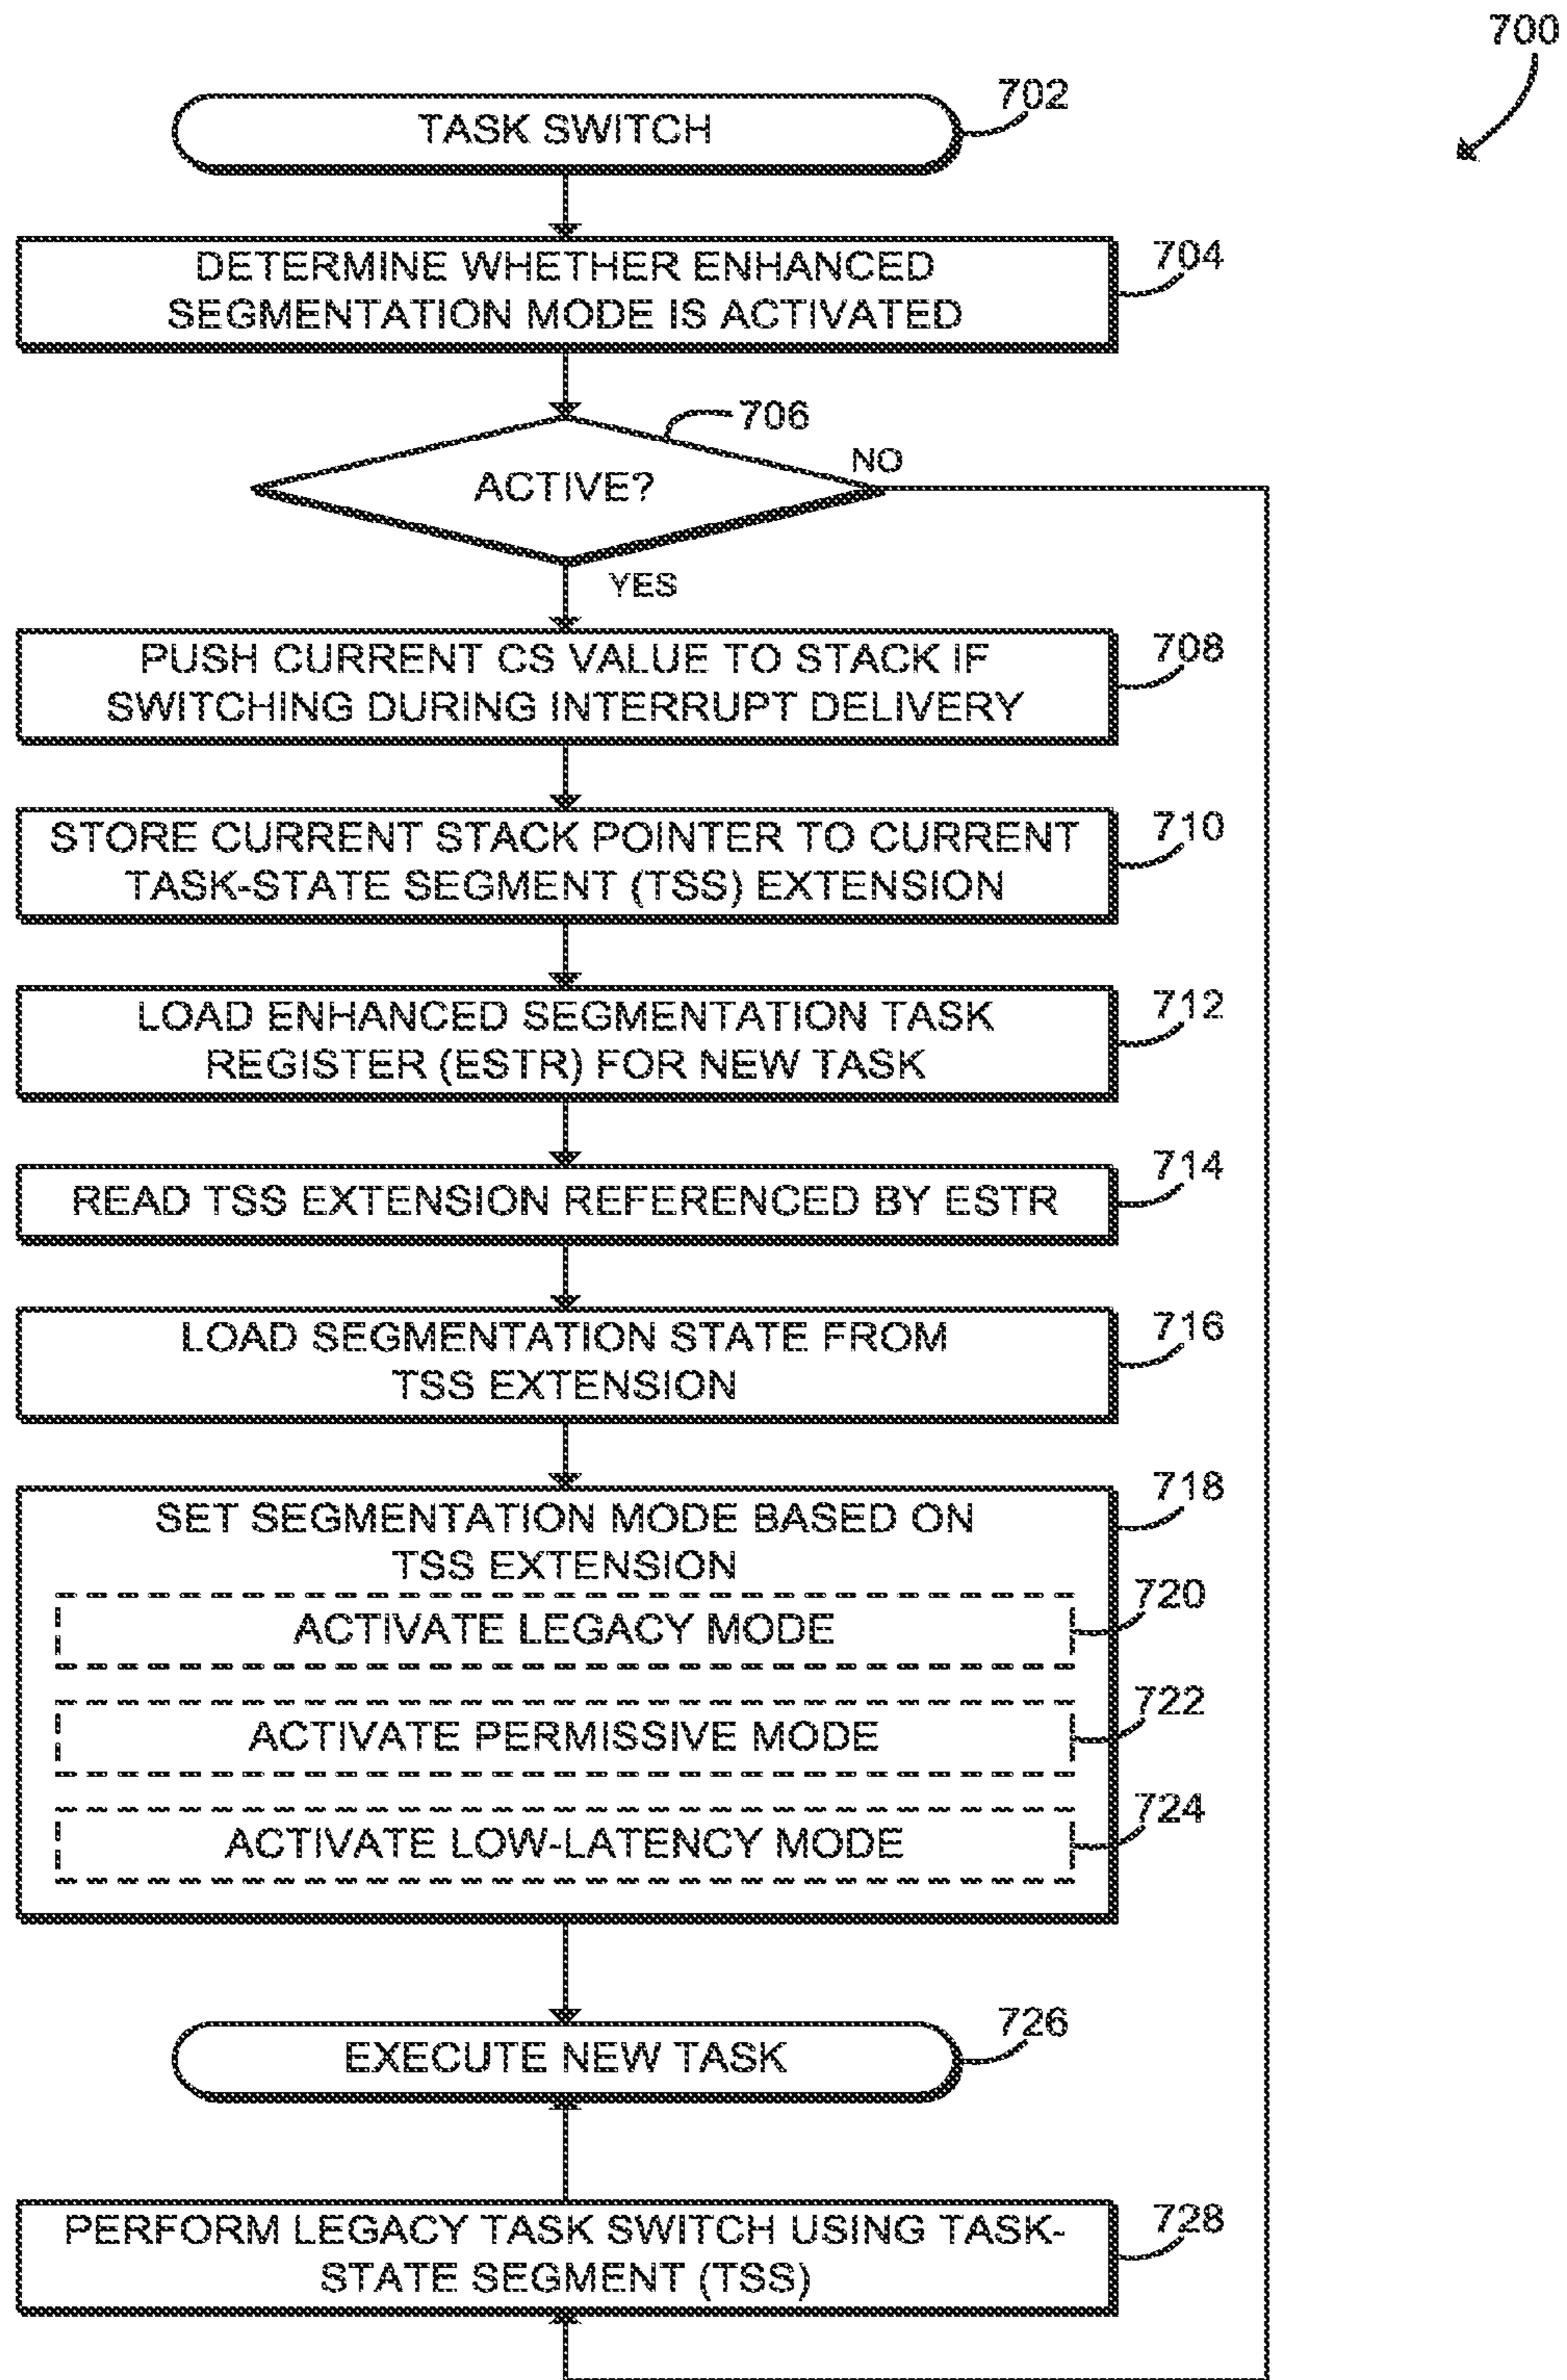 700
TASK SWITCH
702
DETERMINE WHETHER ENHANCED
SEGMENTATION MODE IS ACTIVATED
704
706
ACTIVE?
NO
YES
PUSH CURRENT CS VALUE TO STACK IF
SWITCHING DURING INTERRUPT DELIVERY
708
STORE CURRENT STACK POINTER TO CURRENT
TASK-STATE SEGMENT (TSS) EXTENSION
710
LOAD ENHANCED SEGMENTATION TASK
REGISTER (ESTR) FOR NEW TASK
712
READ TSS EXTENSION REFERENCED BY ESTR
714
LOAD SEGMENTATION STATE FROM
TSS EXTENSION
716
SET SEGMENTATION MODE BASED ON
TSS EXTENSION
718
ACTIVATE LEGACY MODE
720
ACTIVATE PERMISSIVE MODE
722
ACTIVATE LOW-LATENCY MODE
724
EXECUTE NEW TASK
726
PERFORM LEGACY TASK SWITCH USING TASK-
STATE SEGMENT (TSS)
728